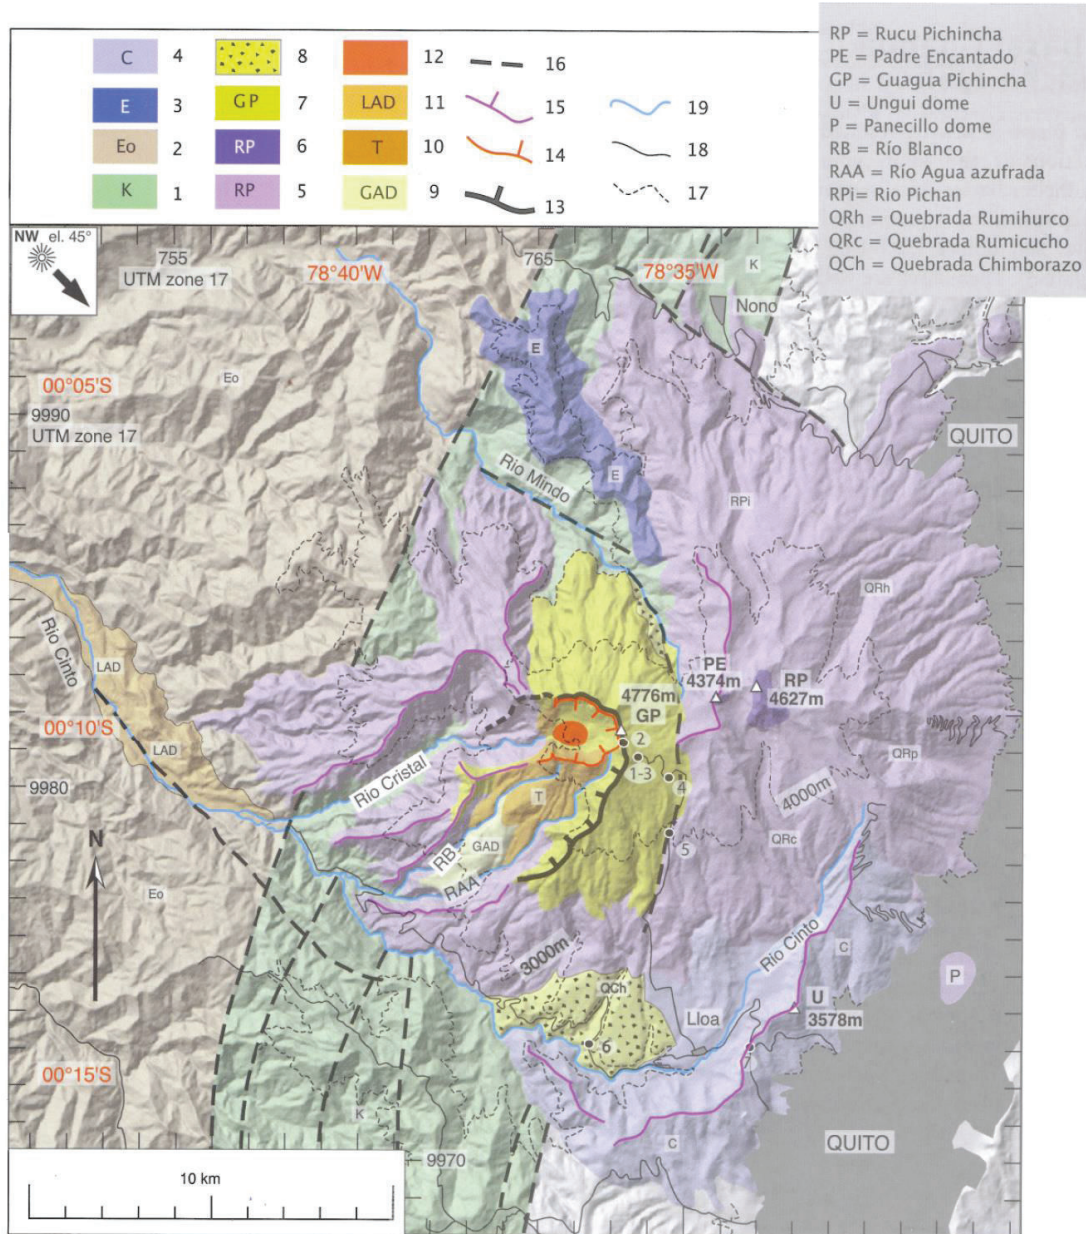 C 4 8 12 16
E 3 GP 7 LAD 11 15 19
Eo 2 RP 6 T 10 14 18
K 1 RP 5 GAD 9 13 17
RP = Rucu Pichincha
PE = Padre Encantado
GP = Guagua Pichincha
U = Ungui dome
P = Panecillo dome
RB = Río Blanco
RAA = Río Agua azufrada
RPi= Rio Pichan
QRh = Quebrada Rumihurco
QRc = Quebrada Rumicucho
QCh = Quebrada Chimborazo
NW el. 45°
755
UTM zone 17
78°40'W
765
78°35'W
K
Nono
E
Eo
00°05'S
9990
UTM zone 17
QUITO
Rio Mindo
E
RPi
QRh
Rio Cinto
LAD
PE
4374m
RP
4627m
4776m
GP
00°10'S
2
LAD
QRp
Rio Cristal
1-3
4
4000m
9980
T
N
RB
GAD
5
QRc
RAA
Eo
3000m
Rio Cinto
C
P
QCh
Lloa
U
3578m
6
00°15'S
K
C
QUITO
9970
10 km